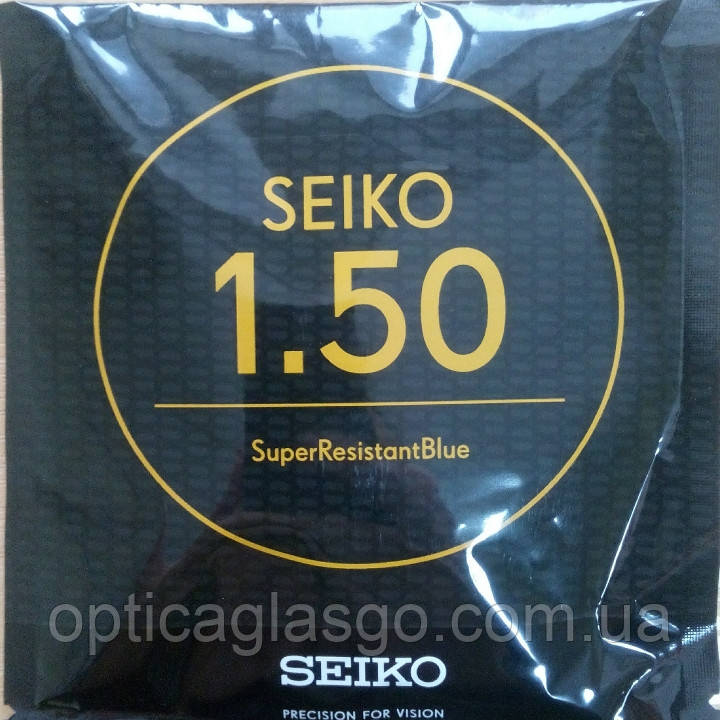 SEIKO
1.50
SuperResistantBlue
opticaglasgo.com.ua
SEIKO
PRECISION FOR VISION